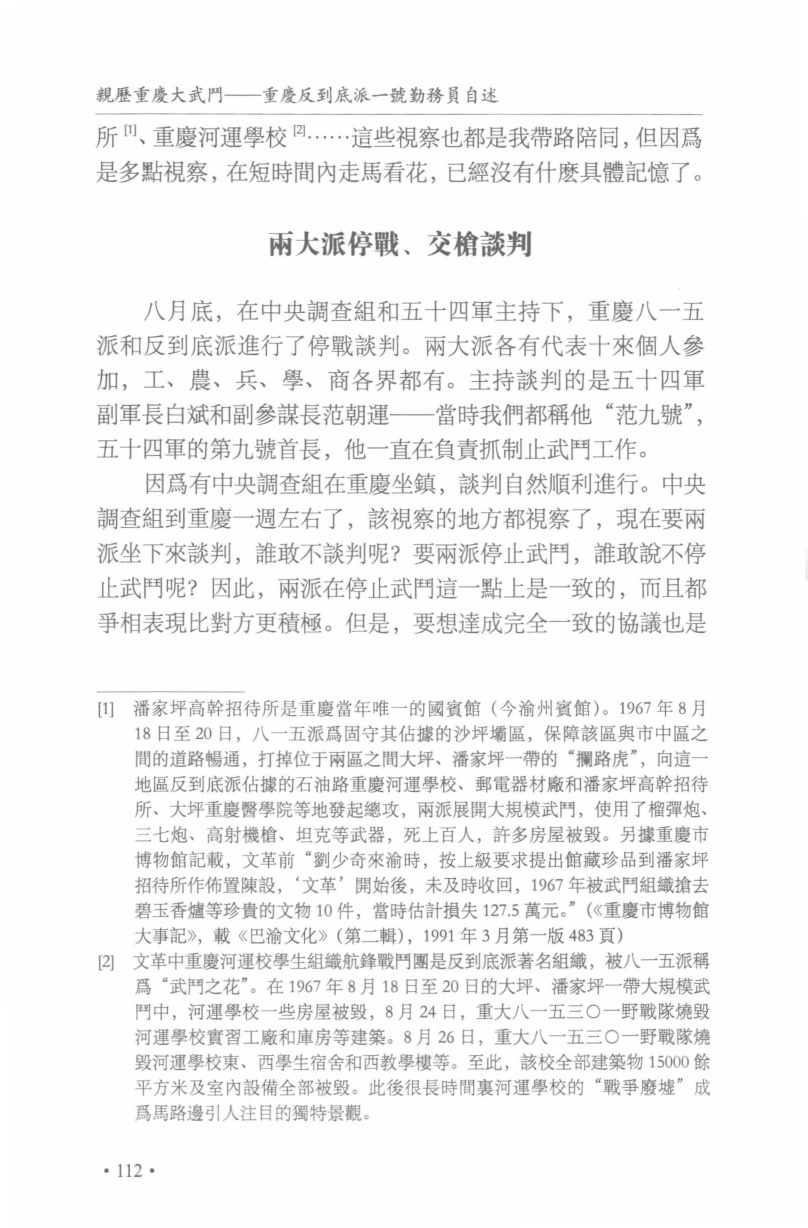 親歷重慶大武鬥——重慶反到底派一號勤務員自述
所[1]、重慶河運學校[2]……這些視察也都是我帶路陪同，但因爲
是多點視察，在短時間內走馬看花，已經沒有什麽具體記憶了。
兩大派停戰、交槍談判
八月底，在中央調查組和五十四軍主持下，重慶八一五
派和反到底派進行了停戰談判。兩大派各有代表十來個人參
加，工、農、兵、學、商各界都有。主持談判的是五十四軍
副軍長白斌和副參謀長范朝運——當時我們都稱他“范九號”，
五十四軍的第九號首長，他一直在負責抓制止武鬥工作。
因爲有中央調查組在重慶坐鎮，談判自然順利進行。中央
調查組到重慶一週左右了，該視察的地方都視察了，現在要兩
派坐下來談判，誰敢不談判呢？要兩派停止武鬥，誰敢說不停
止武鬥呢？因此，兩派在停止武鬥這一點上是一致的，而且都
爭相表現比對方更積極。但是，要想達成完全一致的協議也是
[1] 潘家坪高幹招待所是重慶當年唯一的國賓館（今渝州賓館）。1967 年 8 月
18 日至 20 日，八一五派爲固守其佔據的沙坪壩區，保障該區與市中區之
間的道路暢通，打掉位于兩區之間大坪、潘家坪一帶的“攔路虎”，向這一
地區反到底派佔據的石油路重慶河運學校、郵電器材廠和潘家坪高幹招待
所、大坪重慶醫學院等地發起總攻，兩派展開大規模武鬥，使用了榴彈炮、
三七炮、高射機槍、坦克等武器，死上百人，許多房屋被毀。另據重慶市
博物館記載，文革前“劉少奇來渝時，按上級要求提出館藏珍品到潘家坪
招待所作佈置陳設，‘文革’開始後，未及時收回，1967 年被武鬥組織搶去
碧玉香爐等珍貴的文物 10 件，當時估計損失 127.5 萬元。”（《重慶市博物館
大事記》，載《巴渝文化》（第二輯），1991 年 3 月第一版 483 頁）
[2] 文革中重慶河運校學生組織航鋒戰鬥團是反到底派著名組織，被八一五派稱
爲“武鬥之花”。在 1967 年 8 月 18 日至 20 日的大坪、潘家坪一帶大規模武
鬥中，河運學校一些房屋被毀，8 月 24 日，重大八一五三〇一野戰隊燒毀
河運學校實習工廠和庫房等建築。8 月 26 日，重大八一五三〇一野戰隊燒
毀河運學校東、西學生宿舍和西教學樓等。至此，該校全部建築物 15000 餘
平方米及室內設備全部被毀。此後很長時間裏河運學校的“戰爭廢墟”成
爲馬路邊引人注目的獨特景觀。
• 112 •